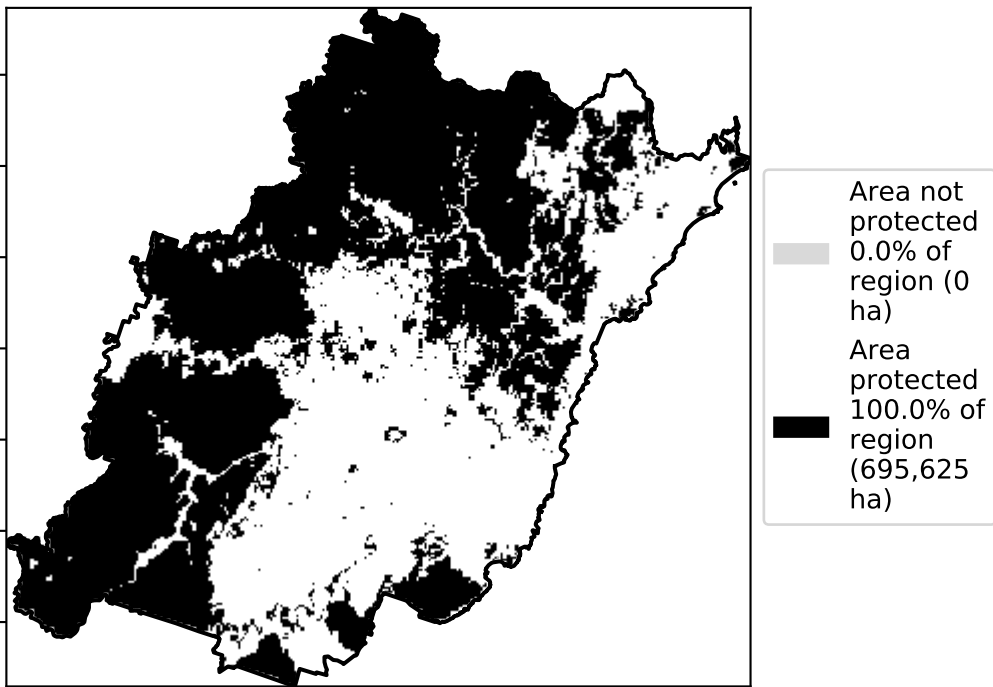 Area not
protected
0.0% of
region (0
ha)
Area
protected
100.0% of
region
(695,625
ha)